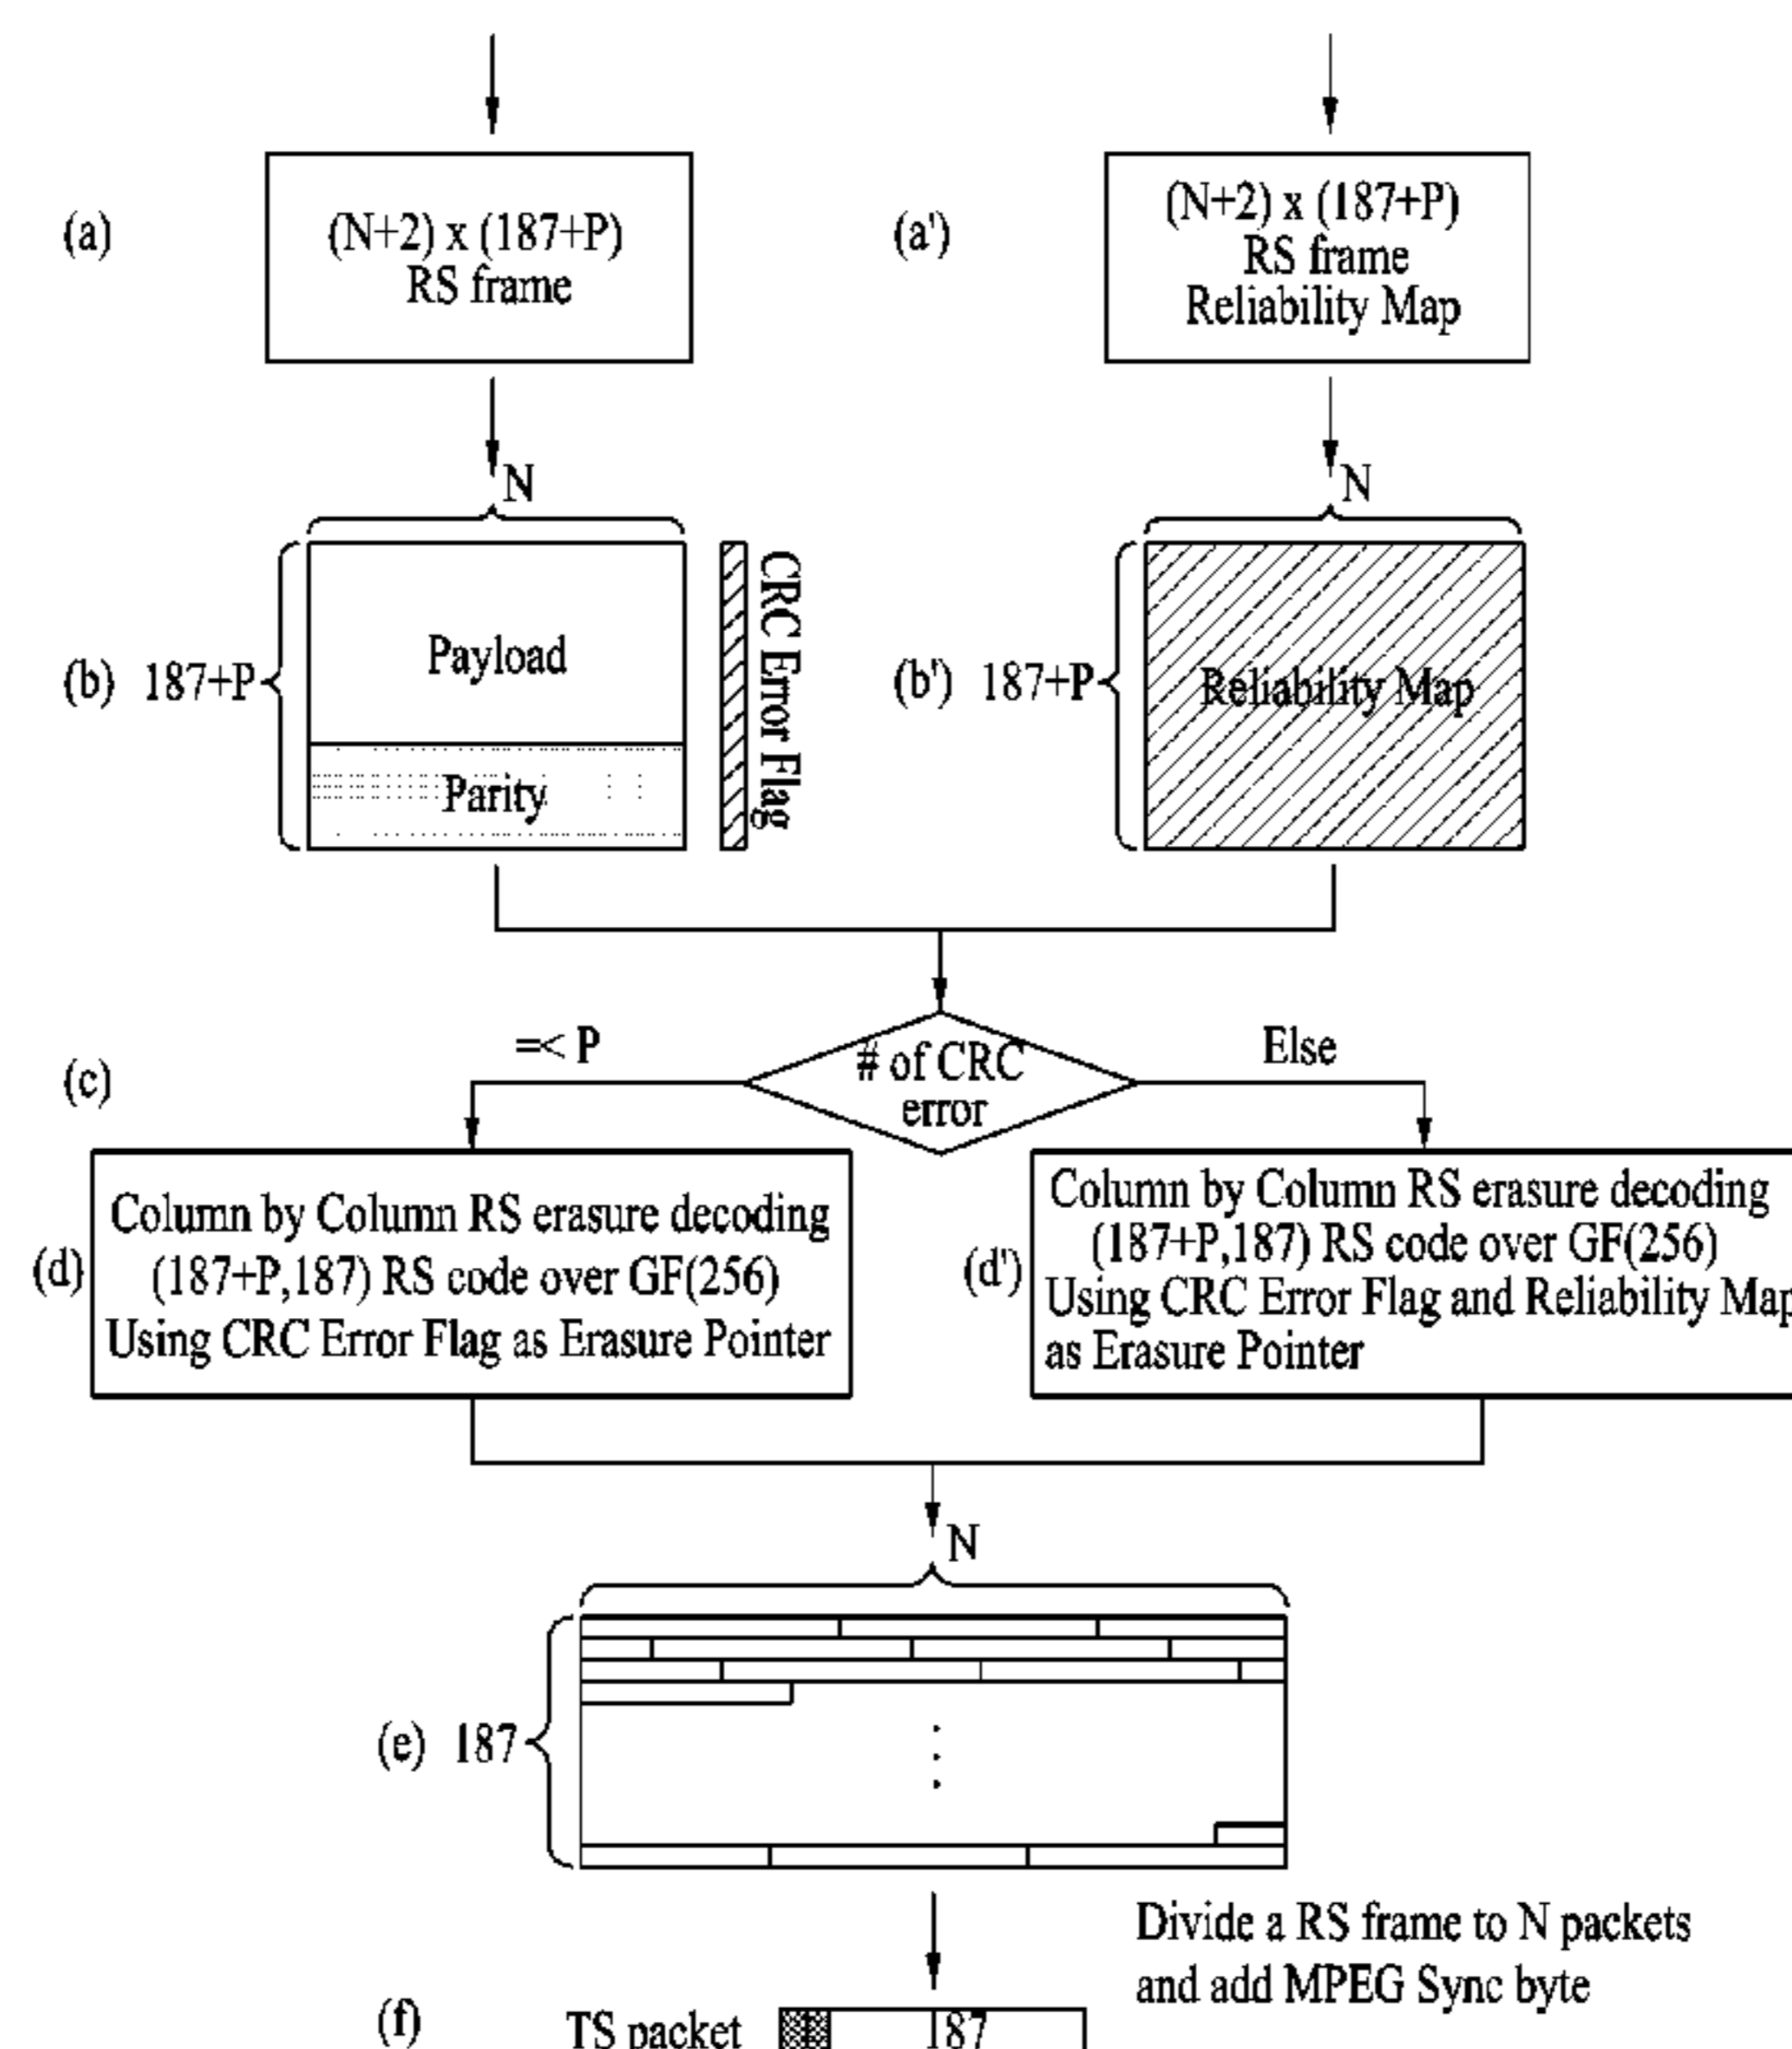 (a)
(N+2) x (187+P)
RS frame
(a')
(N+2) x (187+P)
RS frame
Reliability Map
N
N
(b) 187+P
Payload
Parity
CRC Error Flag
(b') 187+P
Reliability Map
(c)
=< P
# of CRC
error
Else
(d)
Column by Column RS erasure decoding
(187+P,187) RS code over GF(256)
Using CRC Error Flag as Erasure Pointer
(d')
Column by Column RS erasure decoding
(187+P,187) RS code over GF(256)
Using CRC Error Flag and Reliability Map
as Erasure Pointer
N
(e) 187
Divide a RS frame to N packets
and add MPEG Sync byte
(f)
TS packet
187